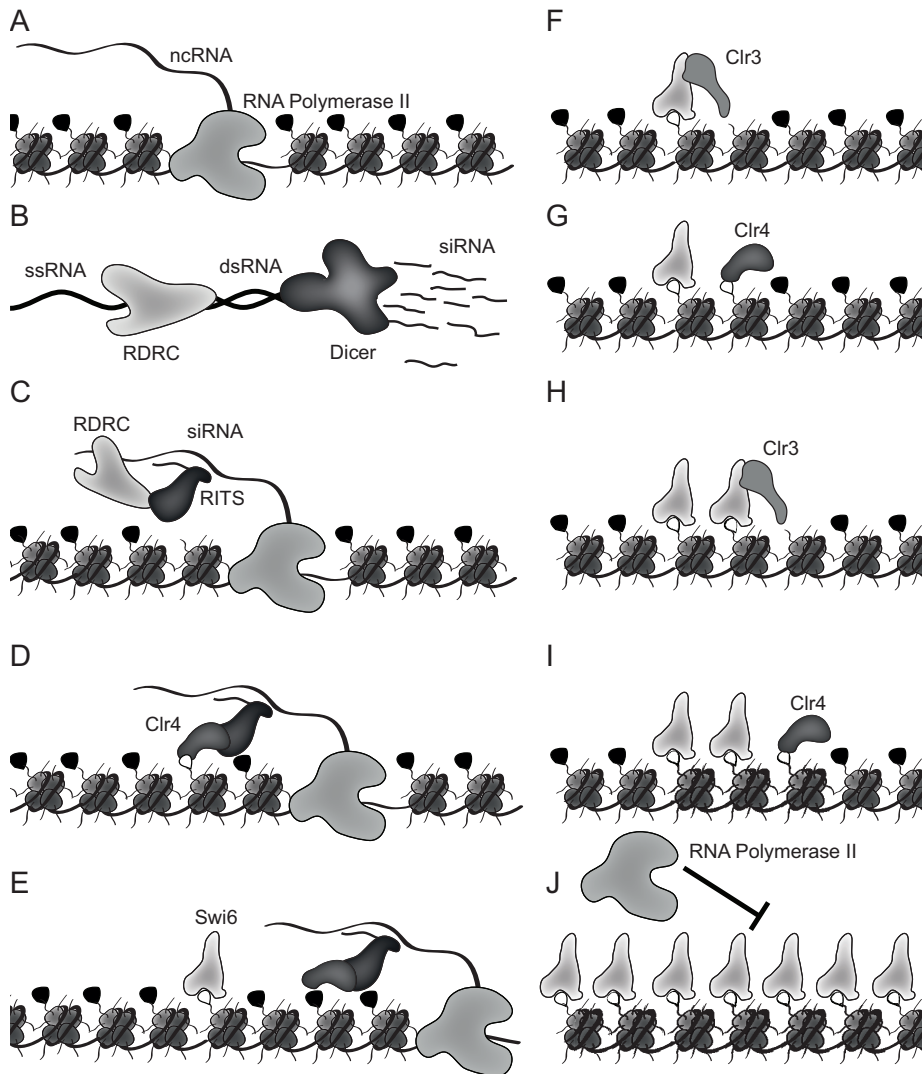 A
ncRNA
RNA Polymerase II
B
ssRNA
dsRNA
siRNA
RDRC
Dicer
C
RDRC
siRNA
RITS
D
Clr4
E
Swi6
F
Clr3
G
Clr4
H
Clr3
I
Clr4
RNA Polymerase II
J